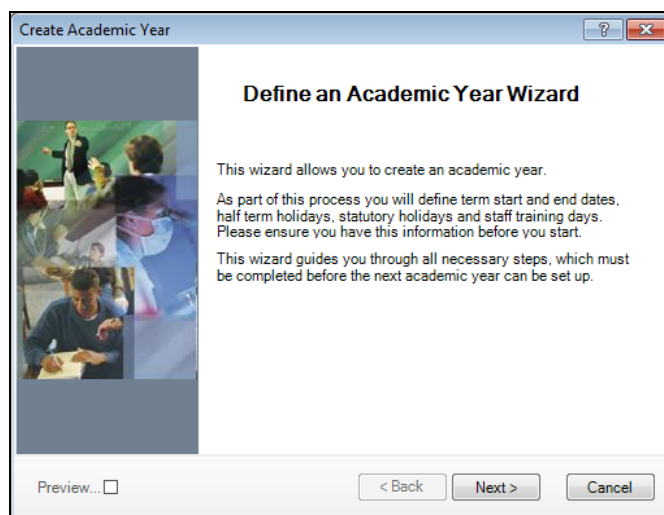 Create Academic Year
Define an Academic Year Wizard
This wizard allows you to create an academic year.
As part of this process you will define term start and end dates,
half term holidays, statutory holidays and staff training days.
Please ensure you have this information before you start.
This wizard guides you through all necessary steps, which must
be completed before the next academic year can be set up.
Preview...
< Back
Next >
Cancel